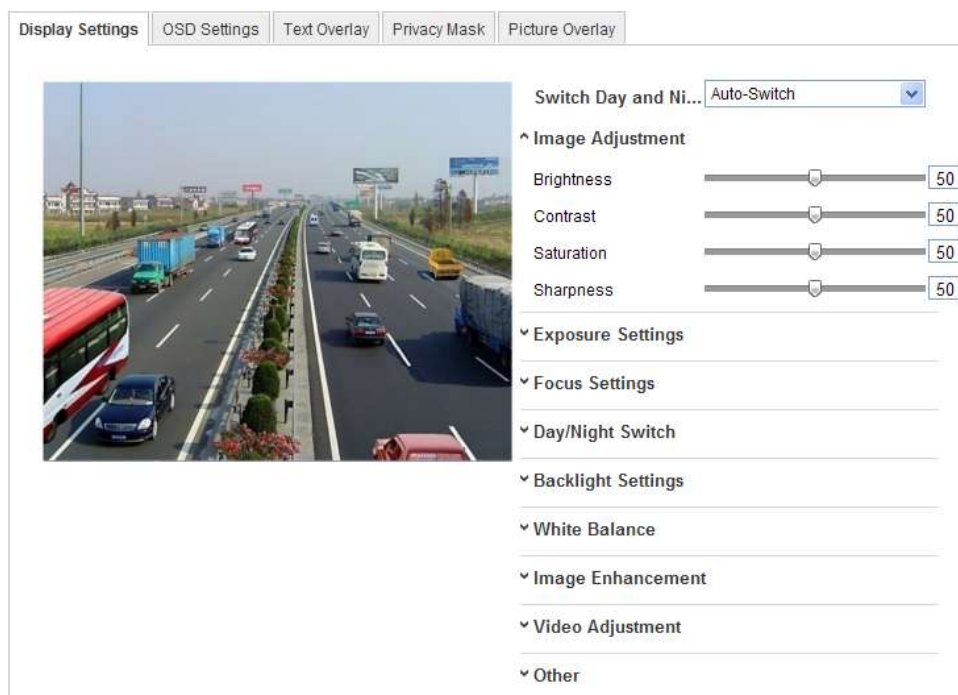 Display Settings OSD Settings Text Overlay Privacy Mask Picture Overlay
Switch Day and Ni... Auto-Switch
Image Adjustment
Brightness 50
Contrast 50
Saturation 50
Sharpness 50
Exposure Settings
Focus Settings
Day/Night Switch
Backlight Settings
White Balance
Image Enhancement
Video Adjustment
Other